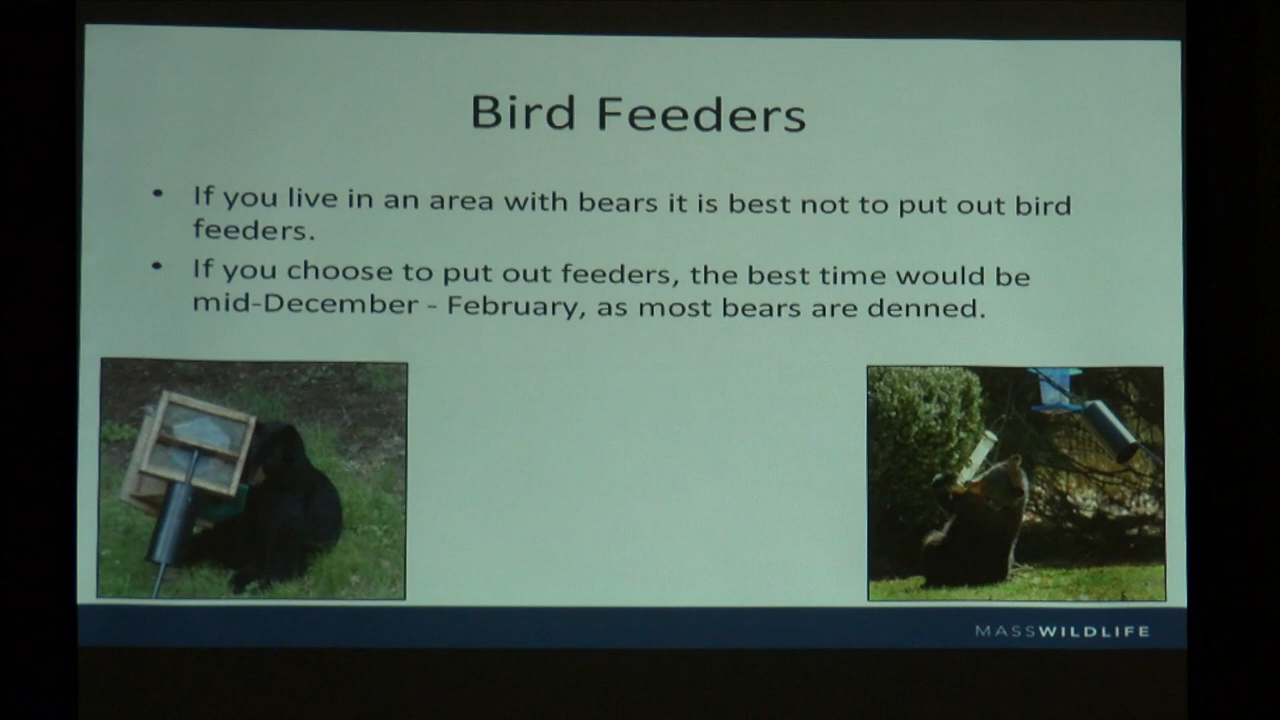 Bird Feeders
• If you live in an area with bears it is best not to put out bird
feeders.
• If you choose to put out feeders, the best time would be
mid-December - February, as most bears are denned.
MASSWILDLIFE